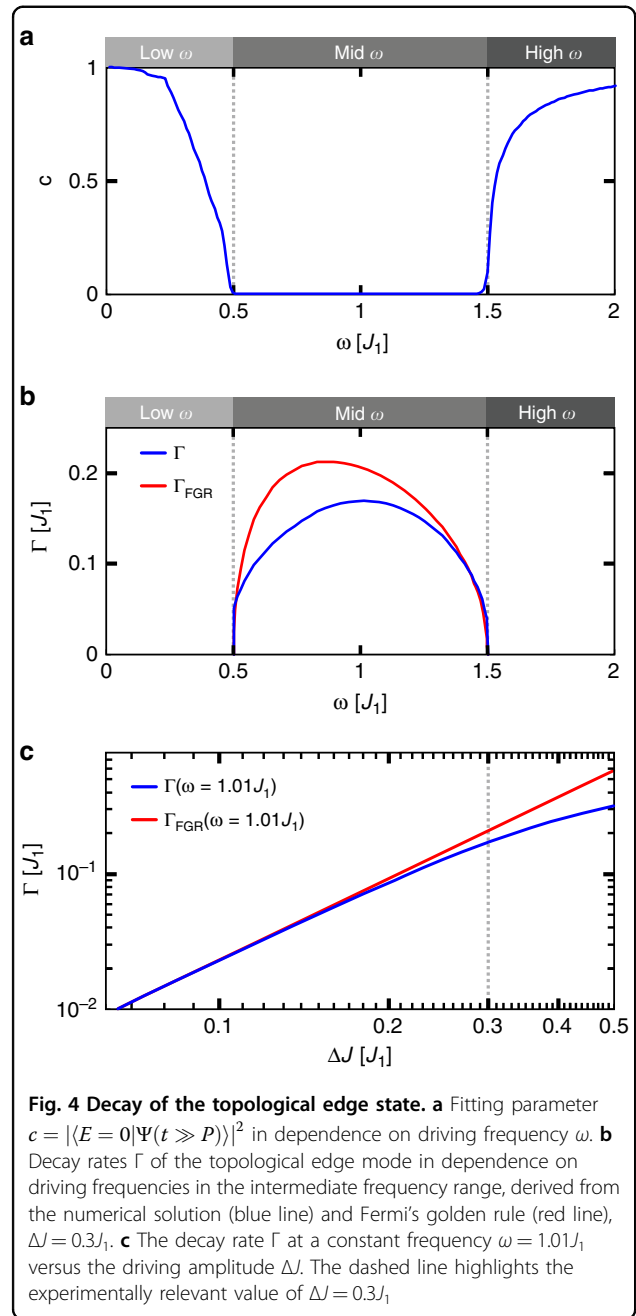 a
Low ω Mid ω High ω
1
0.5
0
c
0 0.5 1 1.5 2
ω [J₁]
b
Low ω Mid ω High ω
Γ
Γ_FGR
0.2
0.1
0
Γ [J₁]
0 0.5 1 1.5 2
ω [J₁]
c
Γ(ω = 1.01J₁)
Γ_FGR(ω = 1.01J₁)
10⁻¹
10⁻²
Γ [J₁]
0.1 0.2 0.3 0.4 0.5
ΔJ [J₁]
Fig. 4 Decay of the topological edge state. a Fitting parameter
c = |⟨E = 0|Ψ(t ≫ P)⟩|² in dependence on driving frequency ω. b
Decay rates Γ of the topological edge mode in dependence on
driving frequencies in the intermediate frequency range, derived from
the numerical solution (blue line) and Fermi's golden rule (red line),
ΔJ = 0.3J₁. c The decay rate Γ at a constant frequency ω = 1.01J₁
versus the driving amplitude ΔJ. The dashed line highlights the
experimentally relevant value of ΔJ = 0.3J₁